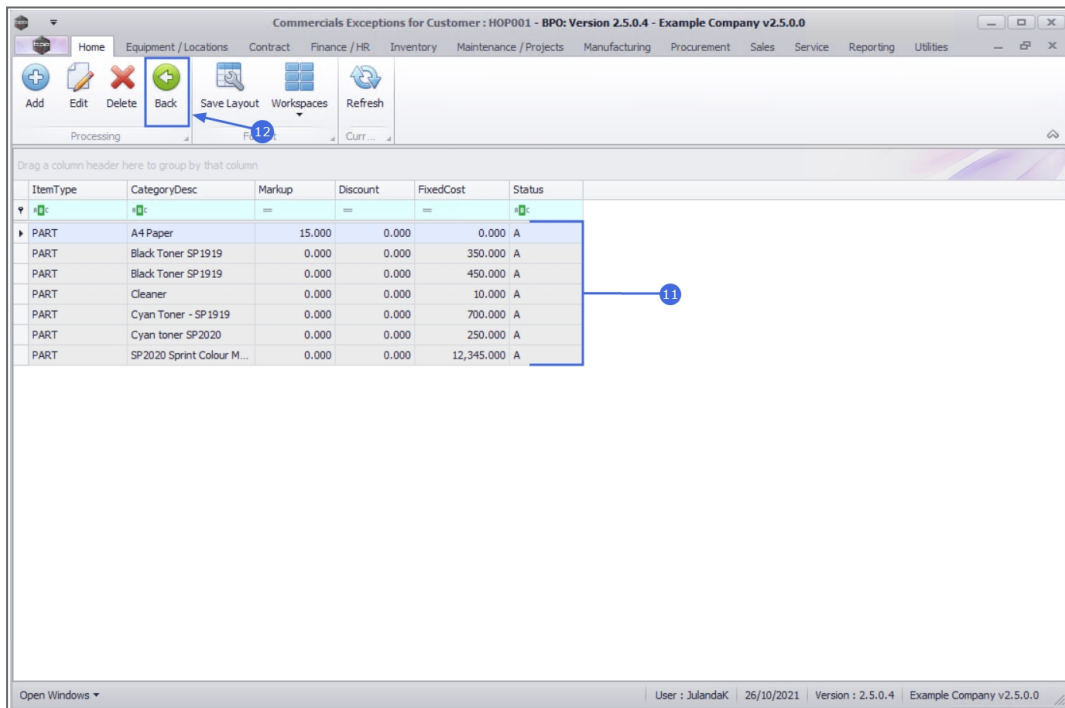 Commercials Exceptions for Customer : HOP001 - BPO: Version 2.5.0.4 - Example Company v2.5.0.0
Home Equipment / Locations Contract Finance / HR Inventory Maintenance / Projects Manufacturing Procurement Sales Service Reporting Utilities
Add Edit Delete Back Save Layout Workspaces Refresh
Processing Curr...
12
Drag a column header here to group by that column
ItemType CategoryDesc Markup Discount FixedCost Status
= = =
PART A4 Paper 15.000 0.000 0.000 A
PART Black Toner SP1919 0.000 0.000 350.000 A
PART Black Toner SP1919 0.000 0.000 450.000 A
PART Cleaner 0.000 0.000 10.000 A
11
PART Cyan Toner - SP1919 0.000 0.000 700.000 A
PART Cyan toner SP2020 0.000 0.000 250.000 A
PART SP2020 Sprint Colour M... 0.000 0.000 12,345.000 A
Open Windows User : JulandaK 26/10/2021 Version : 2.5.0.4 Example Company v2.5.0.0